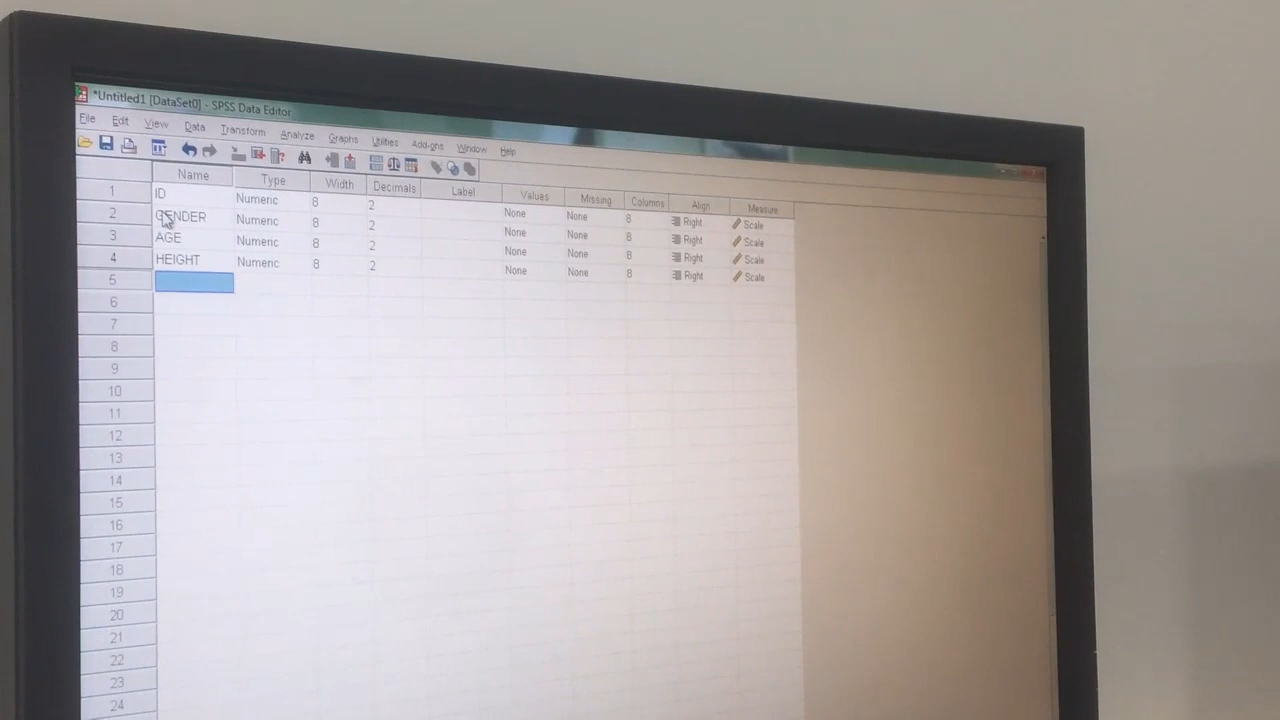 *Untitled1 [DataSet0] - SPSS Data Editor
File Edit View Data Transform Analyze Graphs Utilities Add-ons Window Help
Name Type Width Decimals Label Values Missing Columns Align Measure
1 ID Numeric 8 2 None None 8 Right Scale
2 GENDER Numeric 8 2 None None 8 Right Scale
3 AGE Numeric 8 2 None None 8 Right Scale
4 HEIGHT Numeric 8 2 None None 8 Right Scale
5
6
7
8
9
10
11
12
13
14
15
16
17
18
19
20
21
22
23
24